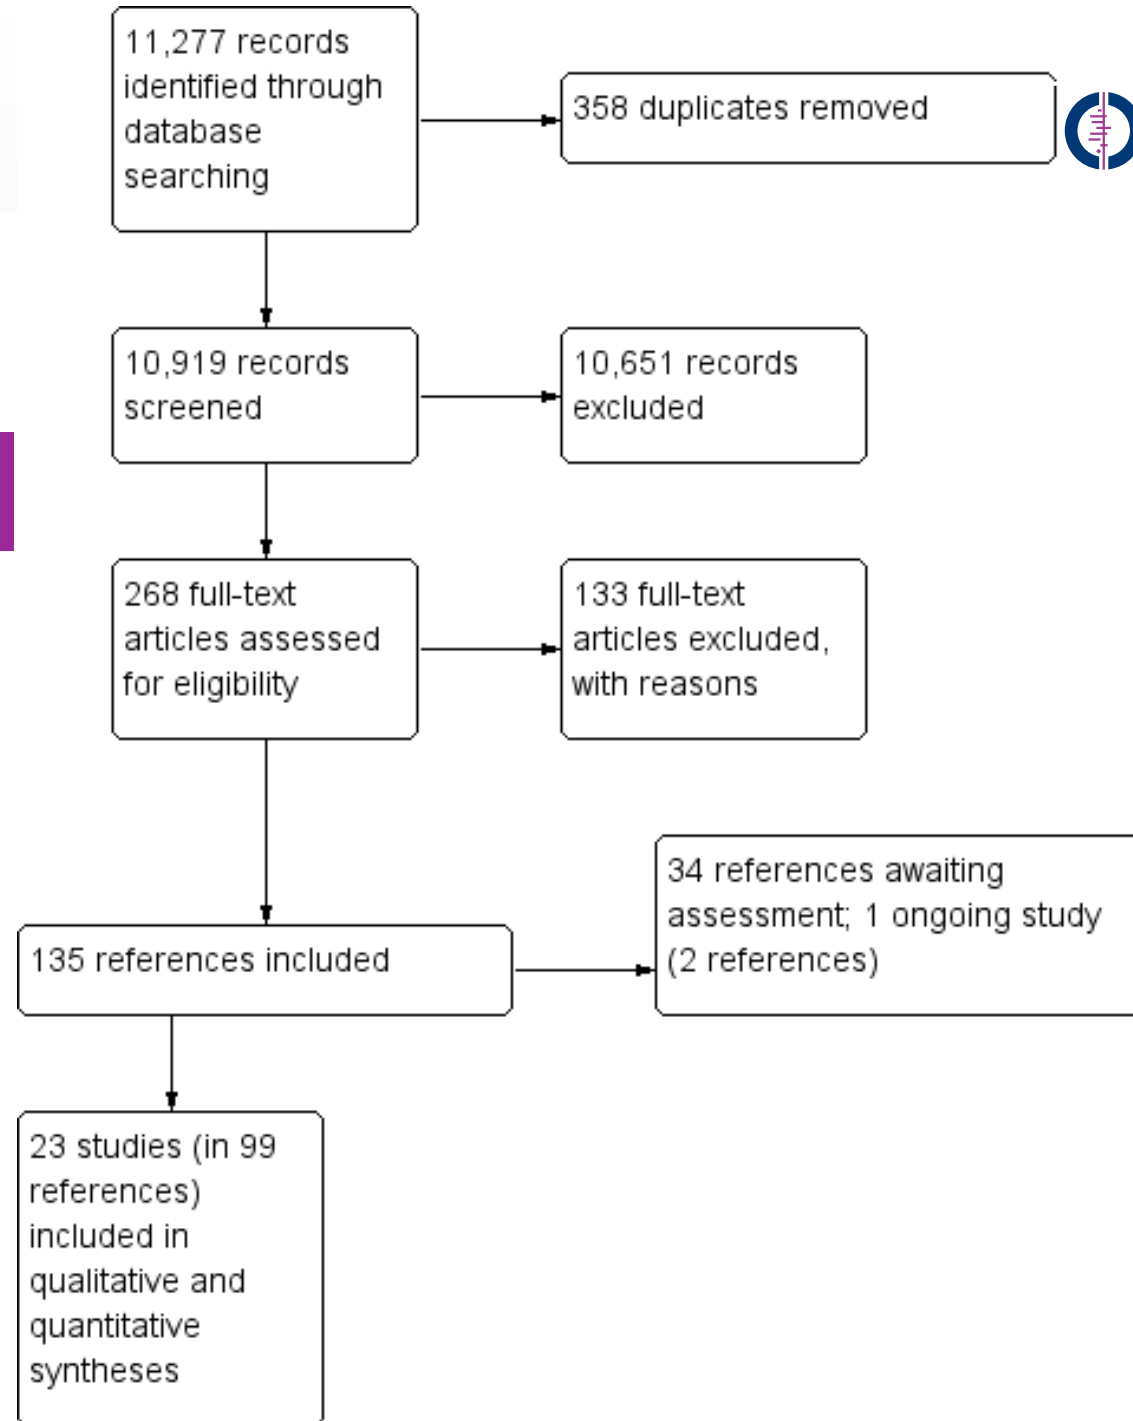 11,277 records
identified through
database
searching
358 duplicates removed
10,919 records
screened
10,651 records
excluded
268 full-text
articles assessed
for eligibility
133 full-text
articles excluded,
with reasons
34 references awaiting
assessment; 1 ongoing study
(2 references)
135 references included
23 studies (in 99
references)
included in
qualitative and
quantitative
syntheses